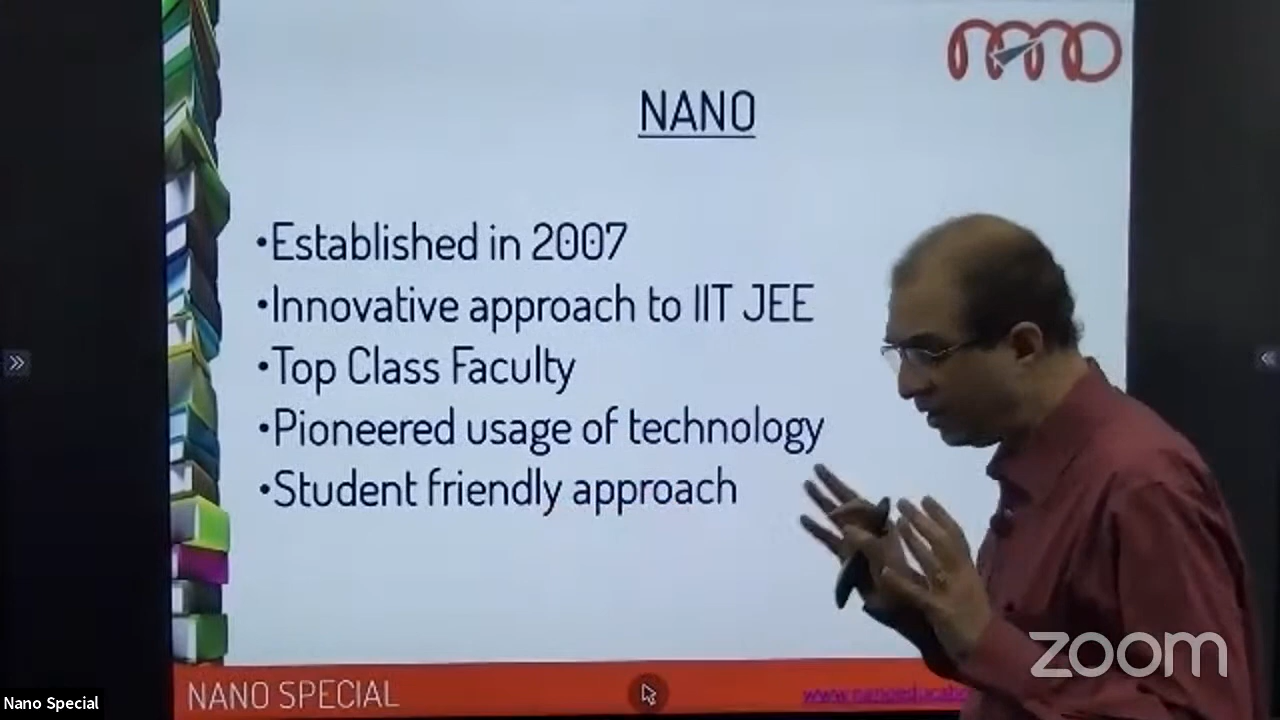 nano
NANO
•Established in 2007
•Innovative approach to IIT JEE
•Top Class Faculty
•Pioneered usage of technology
•Student friendly approach
NANO SPECIAL
zoom
Nano Special